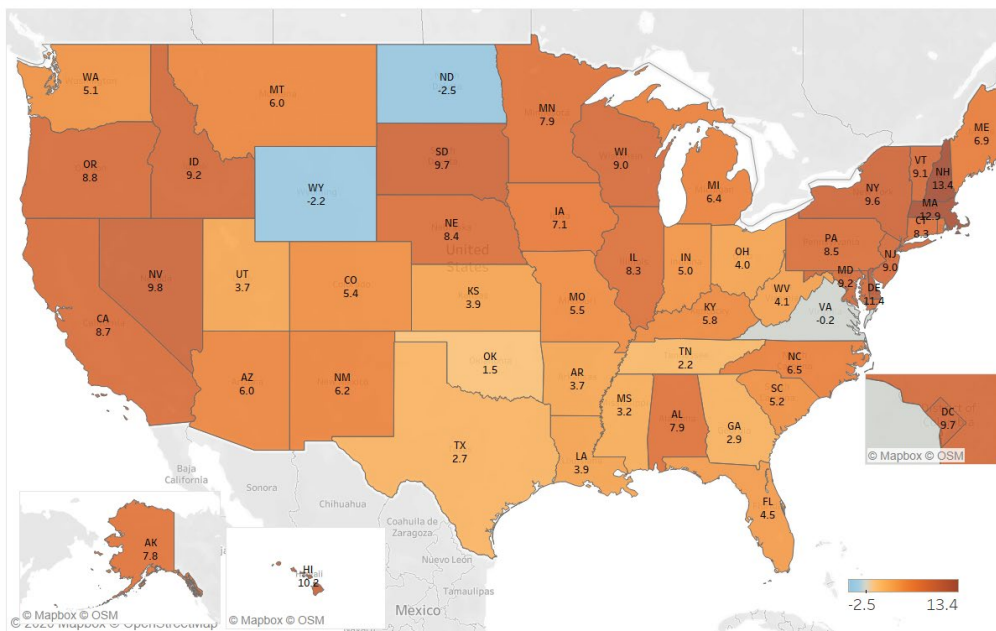 WA
5.1
MT
6.0
ND
-2.5
MN
7.9
ME
6.9
OR
8.8
ID
9.2
SD
9.7
WI
9.0
VT
9.1
NH
13.4
WY
-2.2
MI
6.4
NY
9.6
MA
12.9
CT
8.3
NE
8.4
IA
7.1
PA
8.5
NJ
9.0
NV
9.8
UT
3.7
CO
5.4
United
States
IL
8.3
IN
5.0
OH
4.0
MD
9.2
DE
11.4
WV
4.1
VA
-0.2
CA
8.7
KS
3.9
MO
5.5
KY
5.8
AZ
6.0
NM
6.2
OK
1.5
AR
3.7
TN
2.2
NC
6.5
SC
5.2
MS
3.2
AL
7.9
GA
2.9
DC
9.7
TX
2.7
LA
3.9
FL
4.5
© Mapbox © OSM
Baja
California
Sonora
Chihuahua
Coahuila de
Zaragoza
Nuevo León
Tamaulipas
Mexico
AK
7.8
© Mapbox © OSM
HI
10.2
© Mapbox © OSM
-2.5
13.4